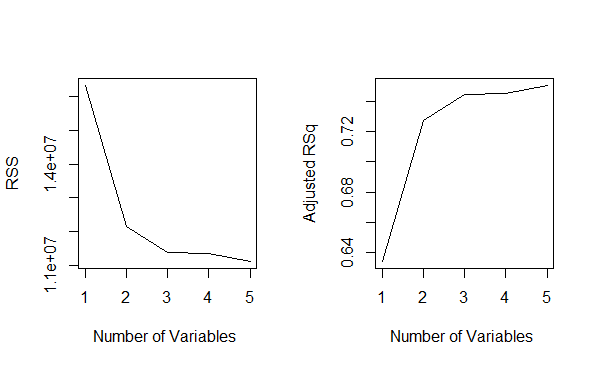 RSS
1.4e+07
1.1e+07
1 2 3 4 5
Number of Variables
Adjusted RSq
0.72
0.68
0.64
1 2 3 4 5
Number of Variables